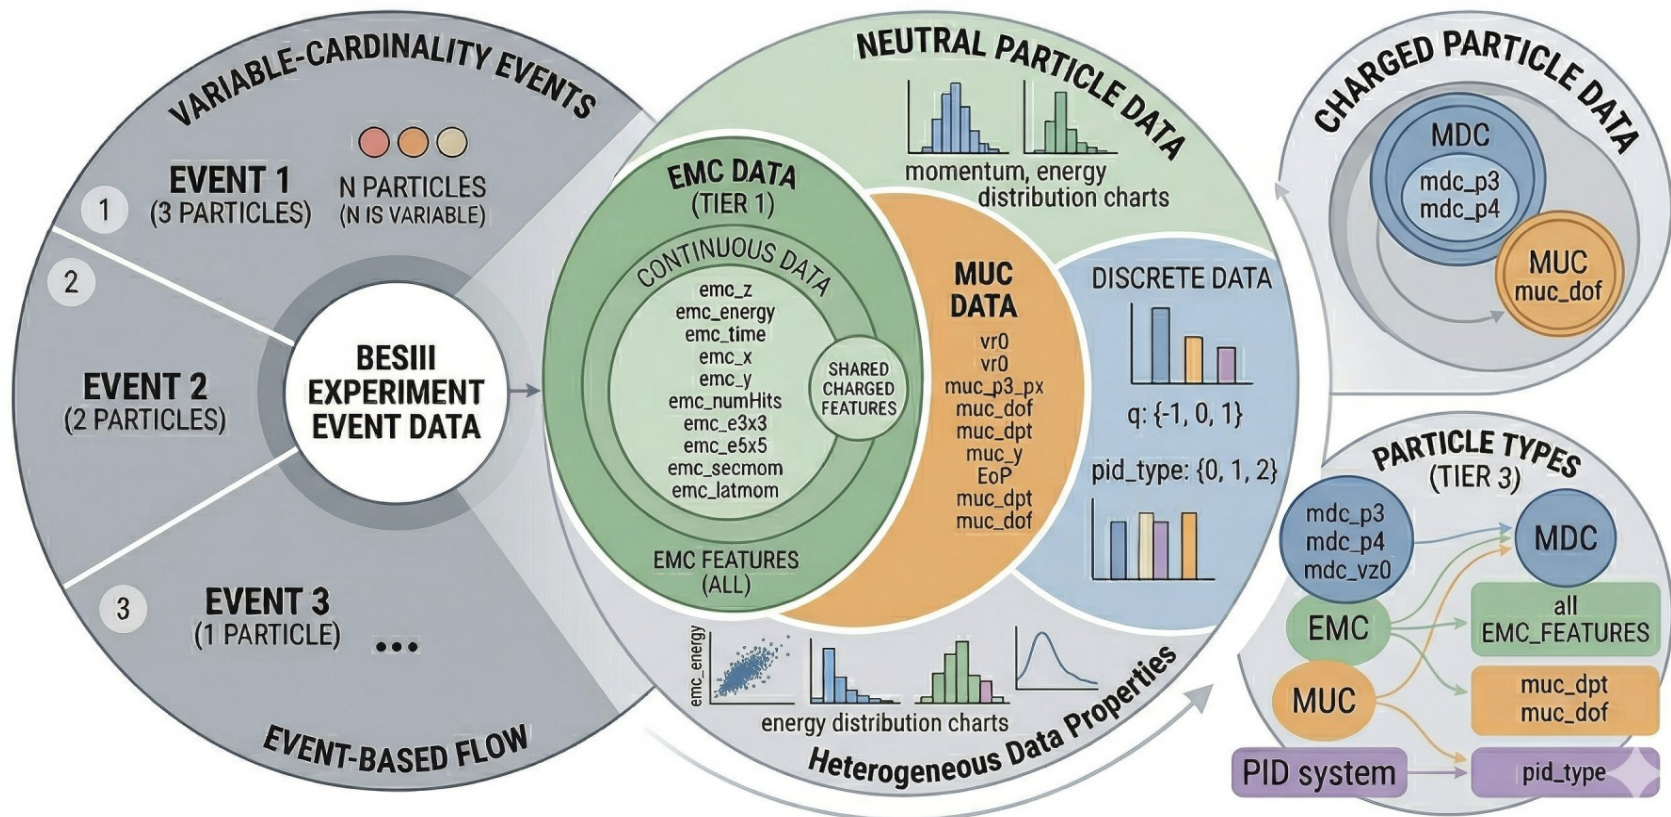 VARIABLE-CARDINALITY EVENTS
1
EVENT 1
(3 PARTICLES)
N PARTICLES
(N IS VARIABLE)
2
EVENT 2
(2 PARTICLES)
BESIII
EXPERIMENT
EVENT DATA
3
EVENT 3
(1 PARTICLE)
...
EVENT-BASED FLOW
NEUTRAL PARTICLE DATA
momentum, energy
distribution charts
EMC DATA
(TIER 1)
CONTINUOUS DATA
emc_z
emc_energy
emc_time
emc_x
emc_y
emc_numHits
emc_e3x3
emc_e5x5
emc_secmom
emc_latmom
SHARED
CHARGED
FEATURES
EMC FEATURES
(ALL)
MUC
DATA
vr0
vr0
muc_p3_px
muc_dof
muc_dpt
muc_y
EoP
muc_dpt
muc_dof
DISCRETE DATA
q: {-1, 0, 1}
pid_type: {0, 1, 2}
emc_energy
energy distribution charts
Heterogeneous Data Properties
CHARGED PARTICLE DATA
MDC
mdc_p3
mdc_p4
MUC
muc_dof
PARTICLE TYPES
(TIER 3)
mdc_p3
mdc_p4
mdc_vz0
MDC
EMC
all
EMC_FEATURES
MUC
muc_dpt
muc_dof
PID system
pid_type